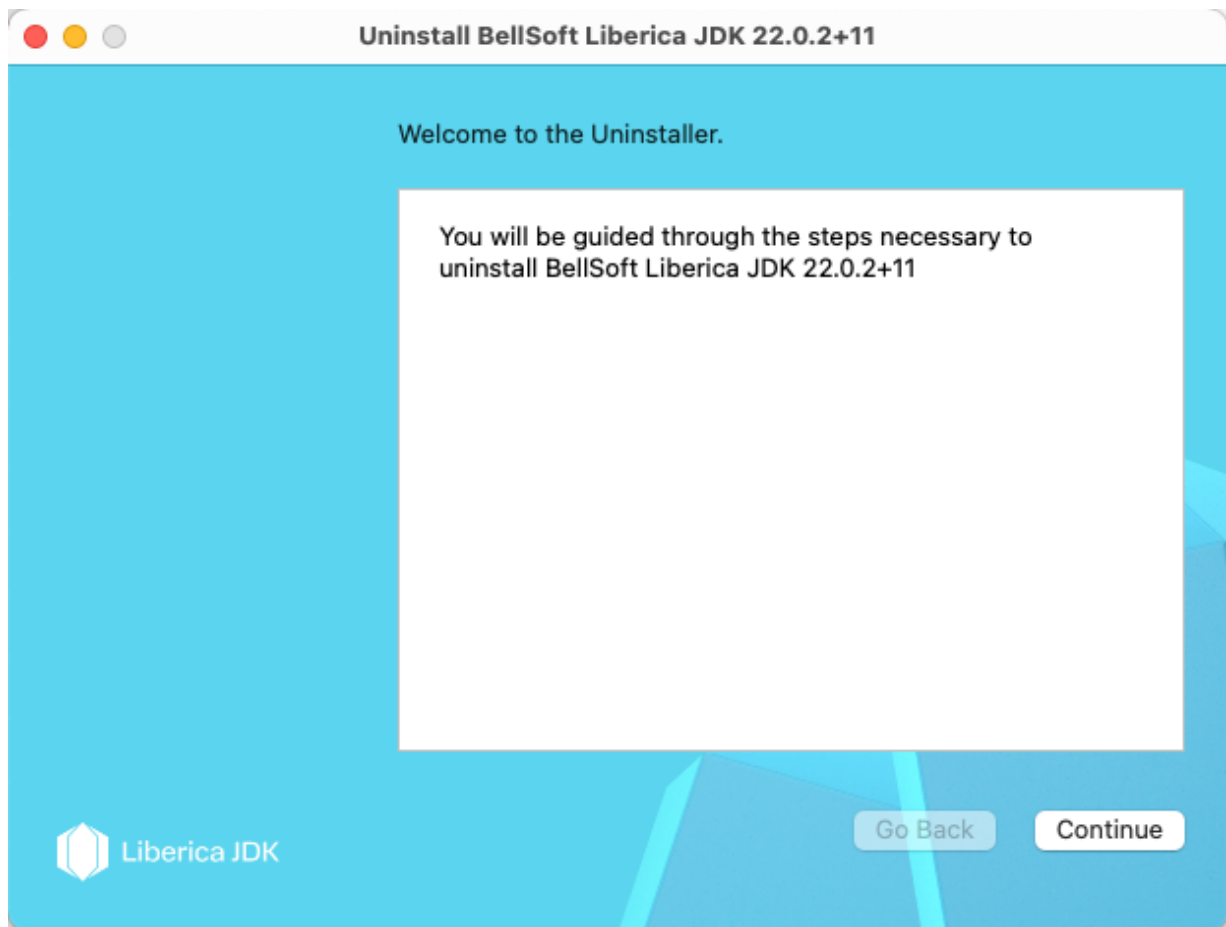 Uninstall BellSoft Liberica JDK 22.0.2+11
Welcome to the Uninstaller.
You will be guided through the steps necessary to
uninstall BellSoft Liberica JDK 22.0.2+11
Go Back
Continue
Liberica JDK